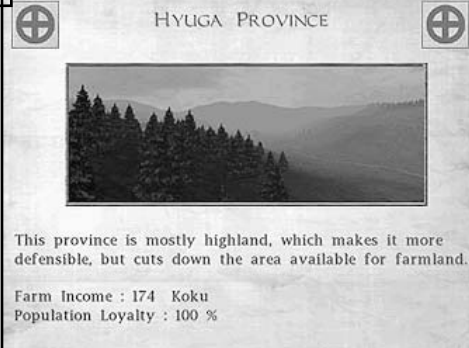 HYUGA PROVINCE
This province is mostly highland, which makes it more
defensible, but cuts down the area available for farmland.
Farm Income : 174 Koku
Population Loyalty : 100 %